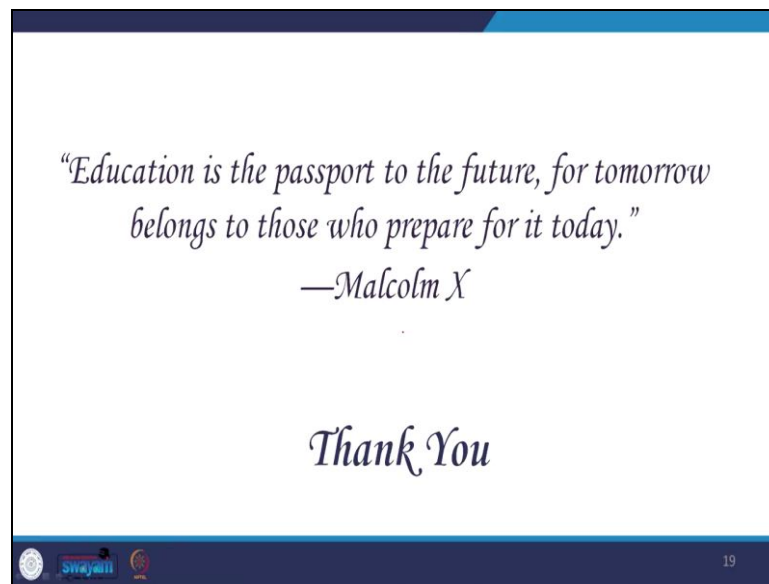 “Education is the passport to the future, for tomorrow
belongs to those who prepare for it today.”
—Malcolm X
Thank You
swayam
19